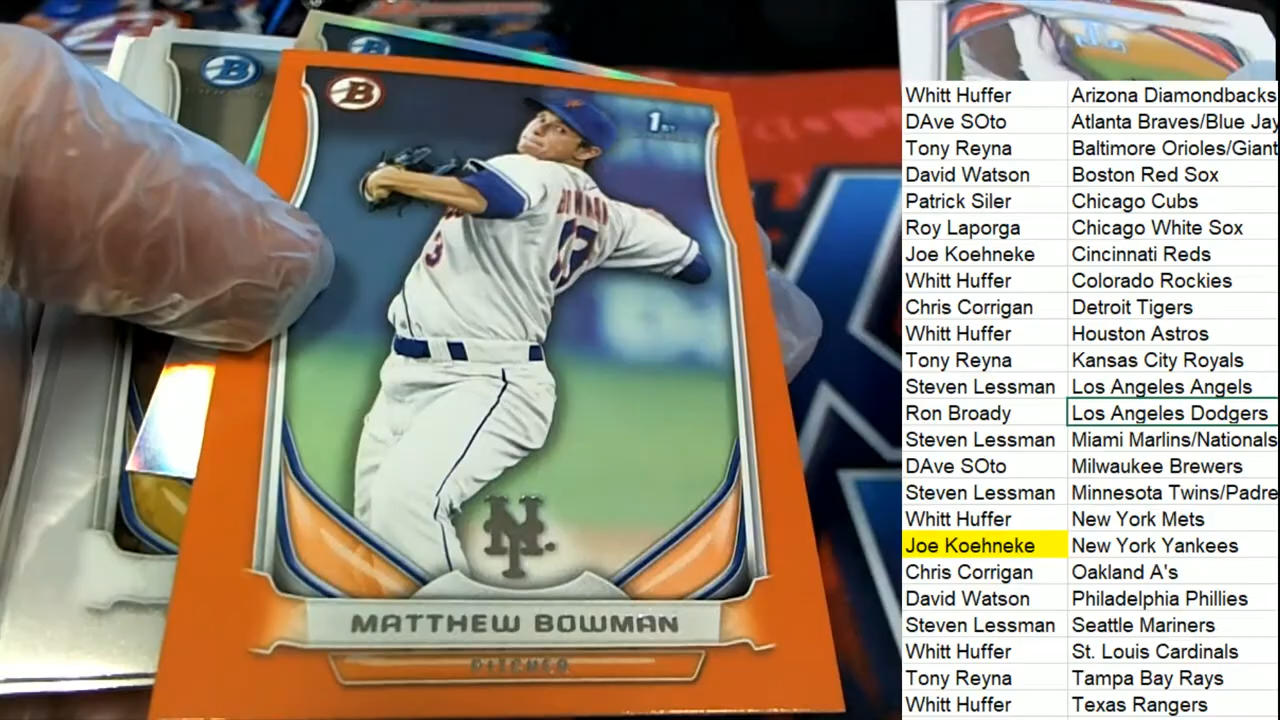 B
B
1st
BOWMAN
13
3
NY
MATTHEW BOWMAN
PITCHER
Whitt Huffer Arizona Diamondbacks
DAve SOto Atlanta Braves/Blue Jay
Tony Reyna Baltimore Orioles/Giant
David Watson Boston Red Sox
Patrick Siler Chicago Cubs
Roy Laporga Chicago White Sox
Joe Koehneke Cincinnati Reds
Whitt Huffer Colorado Rockies
Chris Corrigan Detroit Tigers
Whitt Huffer Houston Astros
Tony Reyna Kansas City Royals
Steven Lessman Los Angeles Angels
Ron Broady Los Angeles Dodgers
Steven Lessman Miami Marlins/Nationals
DAve SOto Milwaukee Brewers
Steven Lessman Minnesota Twins/Padre
Whitt Huffer New York Mets
Joe Koehneke New York Yankees
Chris Corrigan Oakland A's
David Watson Philadelphia Phillies
Steven Lessman Seattle Mariners
Whitt Huffer St. Louis Cardinals
Tony Reyna Tampa Bay Rays
Whitt Huffer Texas Rangers